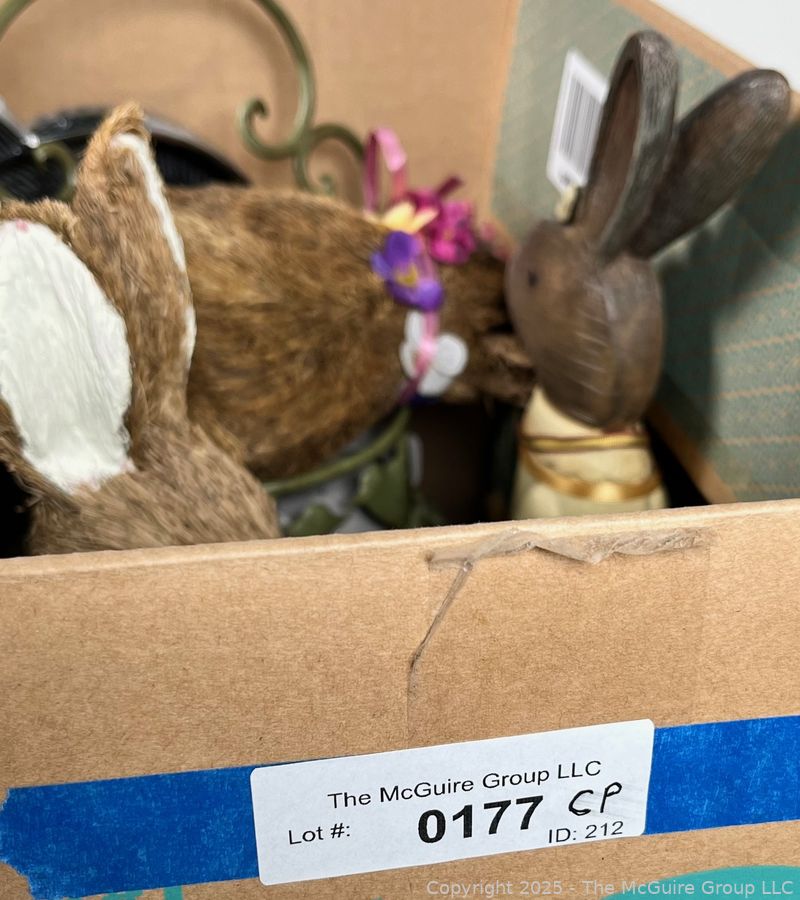 The McGuire Group LLC
Lot #: 0177 CP
ID: 212
Copyright 2025 - The McGuire Group LLC